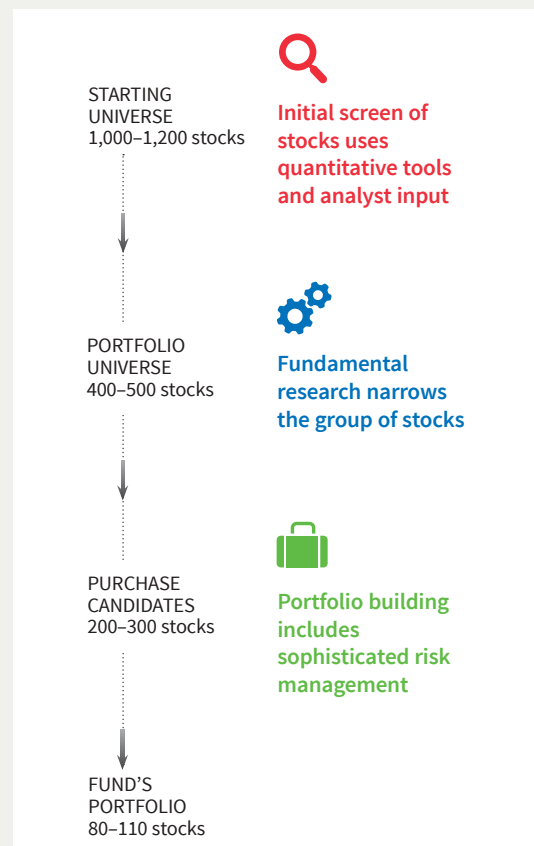 STARTING
UNIVERSE
1,000–1,200 stocks
Initial screen of
stocks uses
quantitative tools
and analyst input
PORTFOLIO
UNIVERSE
400–500 stocks
Fundamental
research narrows
the group of stocks
PURCHASE
CANDIDATES
200–300 stocks
Portfolio building
includes
sophisticated risk
management
FUND’S
PORTFOLIO
80–110 stocks